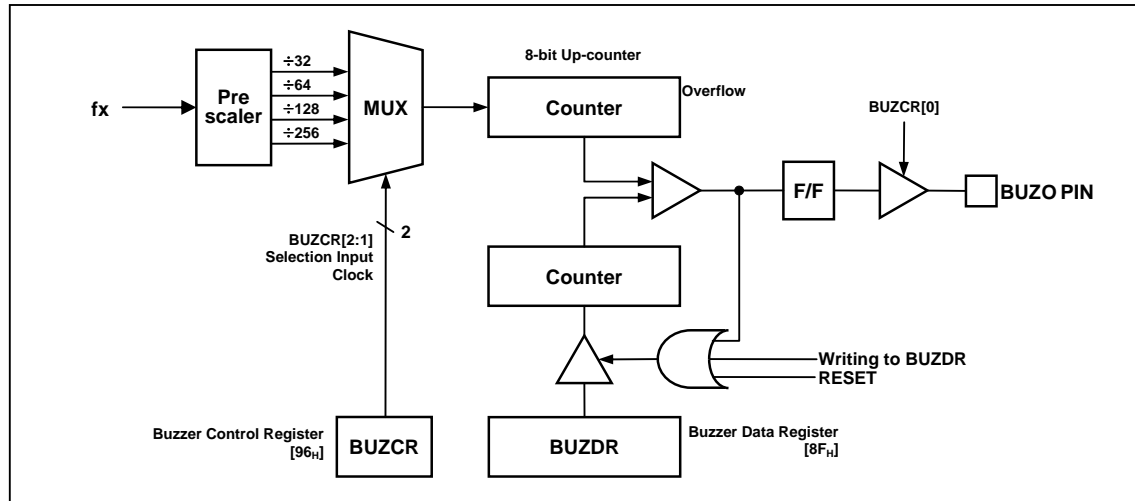 8-bit Up-counter
÷32
÷64
÷128
÷256
fx
Pre
scaler
MUX
Counter
Overflow
BUZCR[0]
F/F
BUZO PIN
2
BUZCR[2:1]
Selection Input
Clock
Counter
Writing to BUZDR
RESET
Buzzer Control Register
[96H]
BUZCR
BUZDR
Buzzer Data Register
[8FH]